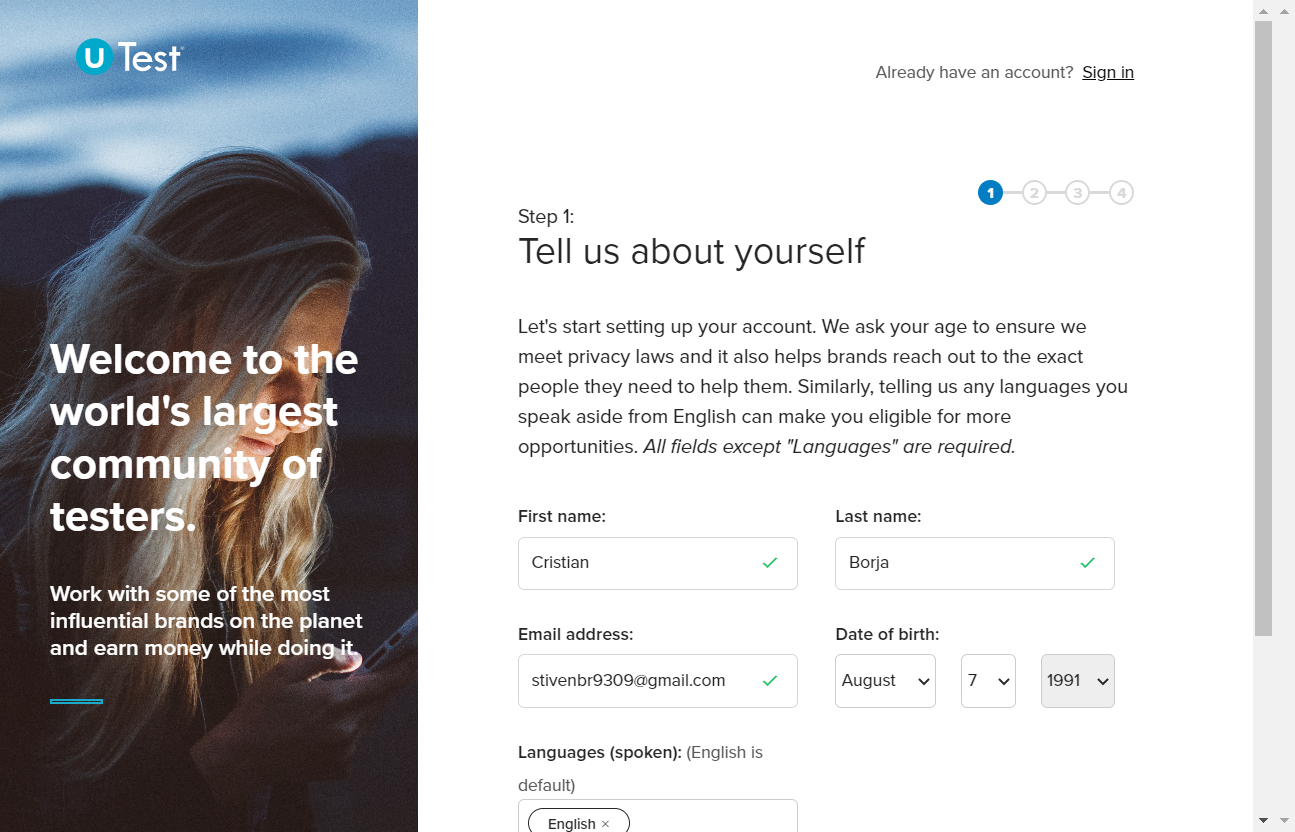 U Test
Already have an account? Sign in
1 2 3 4
Step 1:
Tell us about yourself
Let's start setting up your account. We ask your age to ensure we
meet privacy laws and it also helps brands reach out to the exact
people they need to help them. Similarly, telling us any languages you
speak aside from English can make you eligible for more
opportunities. All fields except "Languages" are required.
Welcome to the
world's largest
community of
testers.
Work with some of the most
influential brands on the planet
and earn money while doing it.
First name: Last name:
Cristian Borja
Email address: Date of birth:
stivenbr9309@gmail.com August 7 1991
Languages (spoken): (English is
default)
English ×